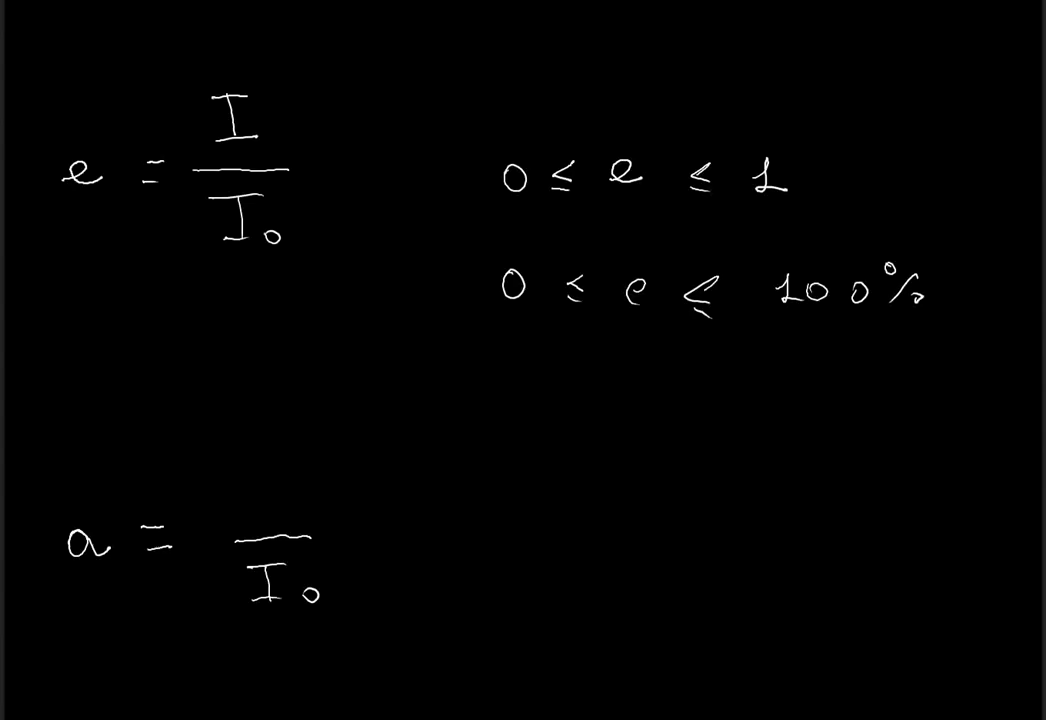 e = I / I₀
0 ≤ e ≤ 1
0 ≤ e ≤ 100%
a = / I₀